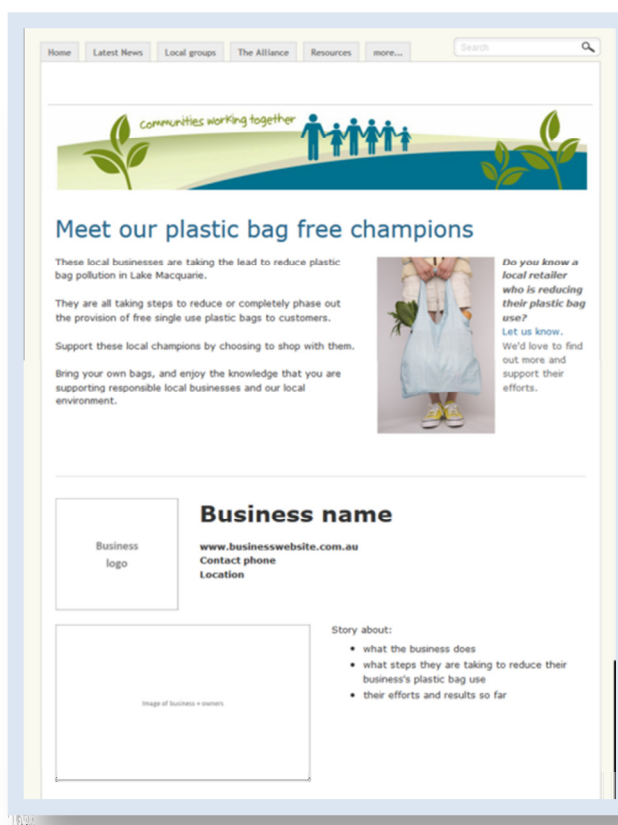 Home Latest News Local groups The Alliance Resources more... Search
communities working together
Meet our plastic bag free champions
These local businesses are taking the lead to reduce plastic
bag pollution in Lake Macquarie.
They are all taking steps to reduce or completely phase out
the provision of free single use plastic bags to customers.
Support these local champions by choosing to shop with them.
Bring your own bags, and enjoy the knowledge that you are
supporting responsible local businesses and our local
environment.
Do you know a
local retailer
who is reducing
their plastic bag
use?
Let us know.
We'd love to find
out more and
support their
efforts.
Business
logo
Business name
www.businesswebsite.com.au
Contact phone
Location
Image of business + owners
Story about:
• what the business does
• what steps they are taking to reduce their
business's plastic bag use
• their efforts and results so far